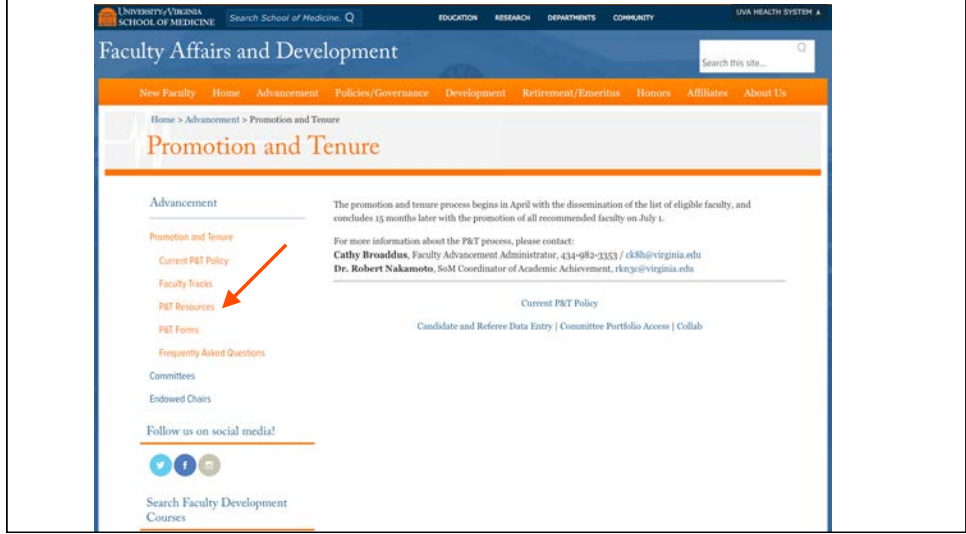 UNIVERSITY of VIRGINIA
SCHOOL OF MEDICINE
Search School of Medicine.
EDUCATION RESEARCH DEPARTMENTS COMMUNITY
UVA HEALTH SYSTEM
Faculty Affairs and Development
Search this site...
New Faculty Home Advancement Policies/Governance Development Retirement/Emeritus Honors Affiliates About Us
Home > Advancement > Promotion and Tenure
Promotion and Tenure
Advancement
Promotion and Tenure
Current P&T Policy
Faculty Tracks
P&T Resources
P&T Forms
Frequently Asked Questions
Committees
Endowed Chairs
Follow us on social media!
Search Faculty Development
Courses
The promotion and tenure process begins in April with the dissemination of the list of eligible faculty, and
concludes 15 months later with the promotion of all recommended faculty on July 1.
For more information about the P&T process, please contact:
Cathy Broaddus, Faculty Advancement Administrator, 434-982-3353 / ck8h@virginia.edu
Dr. Robert Nakamoto, SoM Coordinator of Academic Achievement, rkn3c@virginia.edu
Current P&T Policy
Candidate and Referee Data Entry | Committee Portfolio Access | Collab